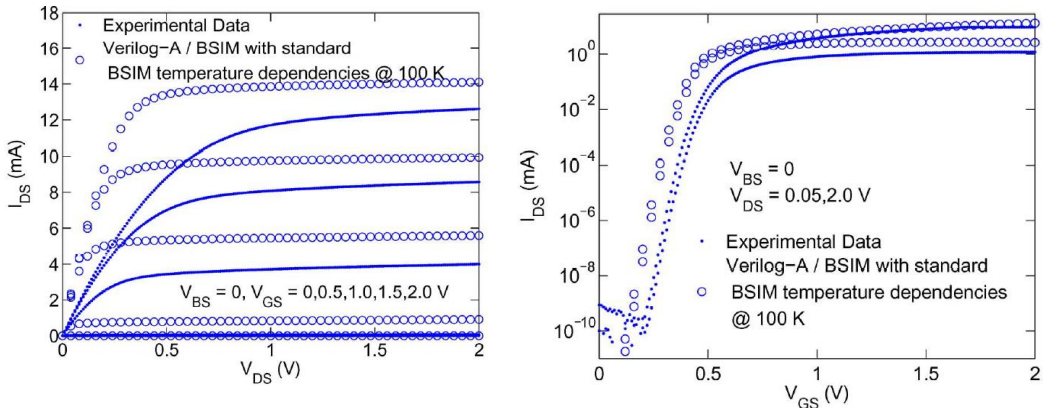 18
16
14
12
10
8
6
4
2
0
I_DS (mA)
Experimental Data
Verilog−A / BSIM with standard
BSIM temperature dependencies @ 100 K
V_BS = 0, V_GS = 0,0.5,1.0,1.5,2.0 V
0 0.5 1 1.5 2
V_DS (V)
10^0
10^−2
10^−4
10^−6
10^−8
10^−10
I_DS (mA)
V_BS = 0
V_DS = 0.05,2.0 V
Experimental Data
Verilog−A / BSIM with standard
BSIM temperature dependencies
@ 100 K
0 0.5 1 1.5 2
V_GS (V)